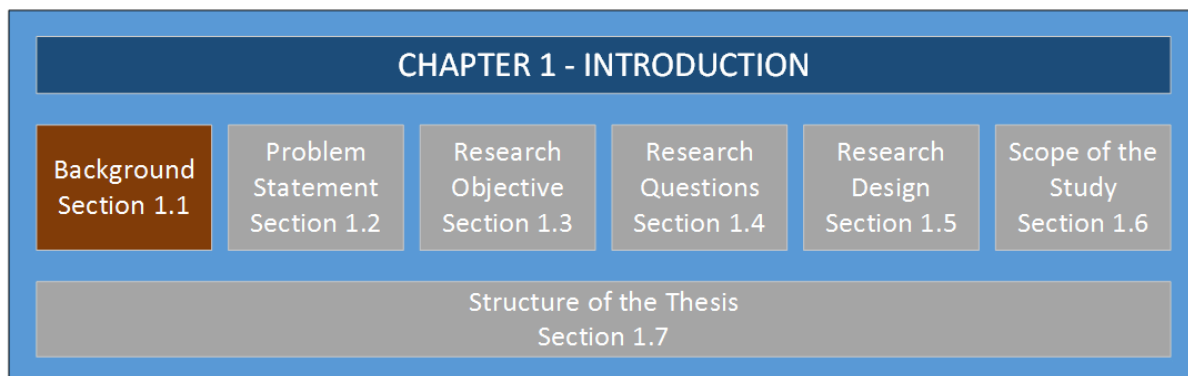 CHAPTER 1 - INTRODUCTION
Background
Section 1.1
Problem
Statement
Section 1.2
Research
Objective
Section 1.3
Research
Questions
Section 1.4
Research
Design
Section 1.5
Scope of the
Study
Section 1.6
Structure of the Thesis
Section 1.7